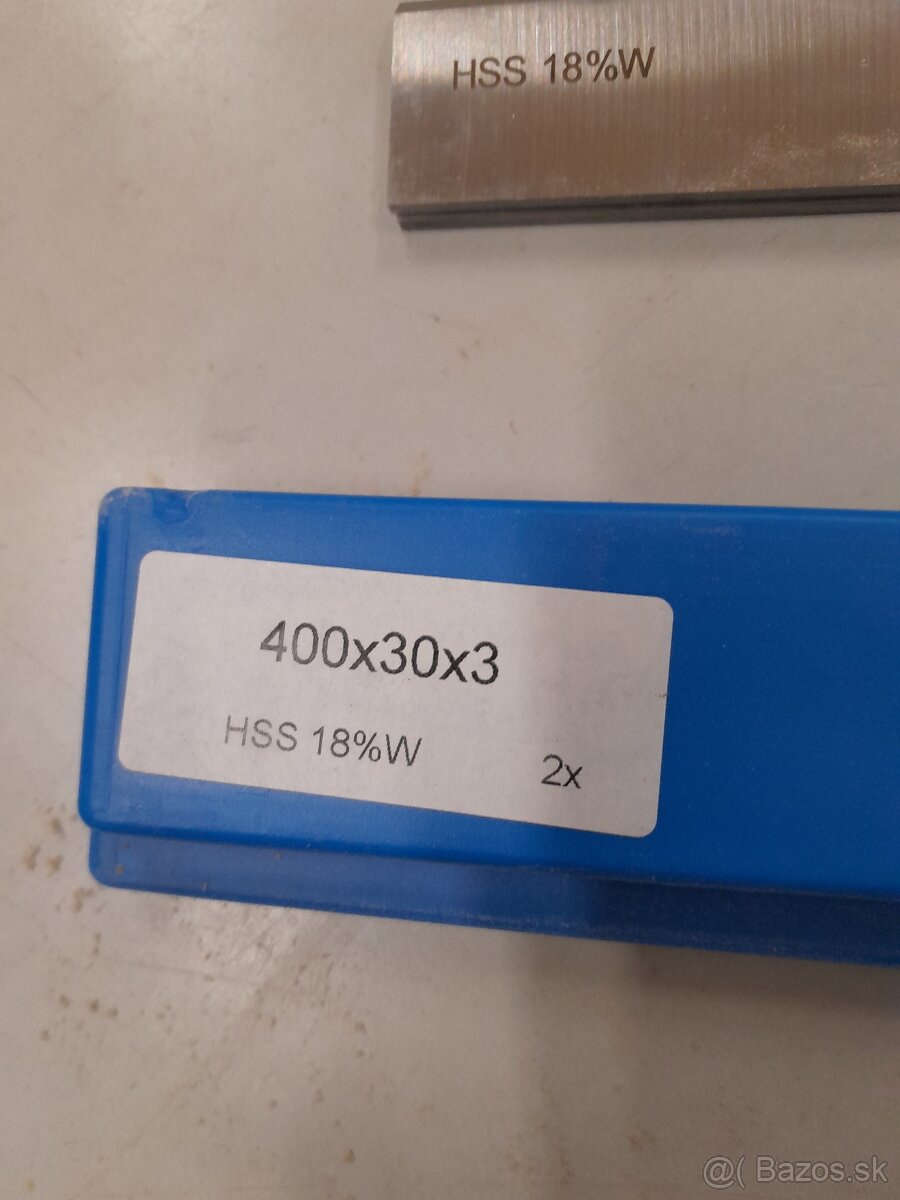 HSS 18%W
400x30x3
HSS 18%W 2x
@( Bazos.sk